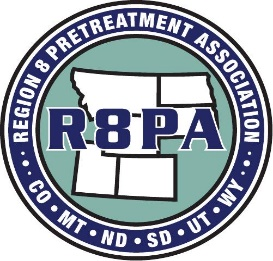 REGION 8 PRETREATMENT ASSOCIATION
R8PA
··· CO • MT • ND • SD • UT • WY ···